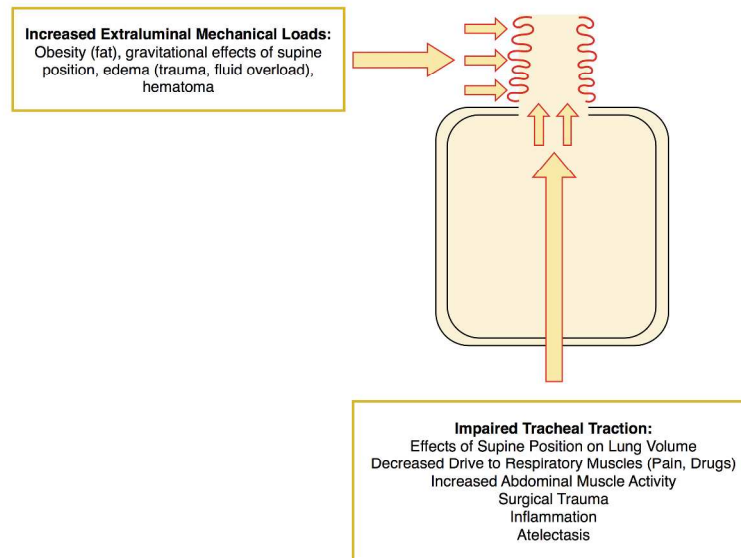 Increased Extraluminal Mechanical Loads:
Obesity (fat), gravitational effects of supine
position, edema (trauma, fluid overload),
hematoma
Impaired Tracheal Traction:
Effects of Supine Position on Lung Volume
Decreased Drive to Respiratory Muscles (Pain, Drugs)
Increased Abdominal Muscle Activity
Surgical Trauma
Inflammation
Atelectasis